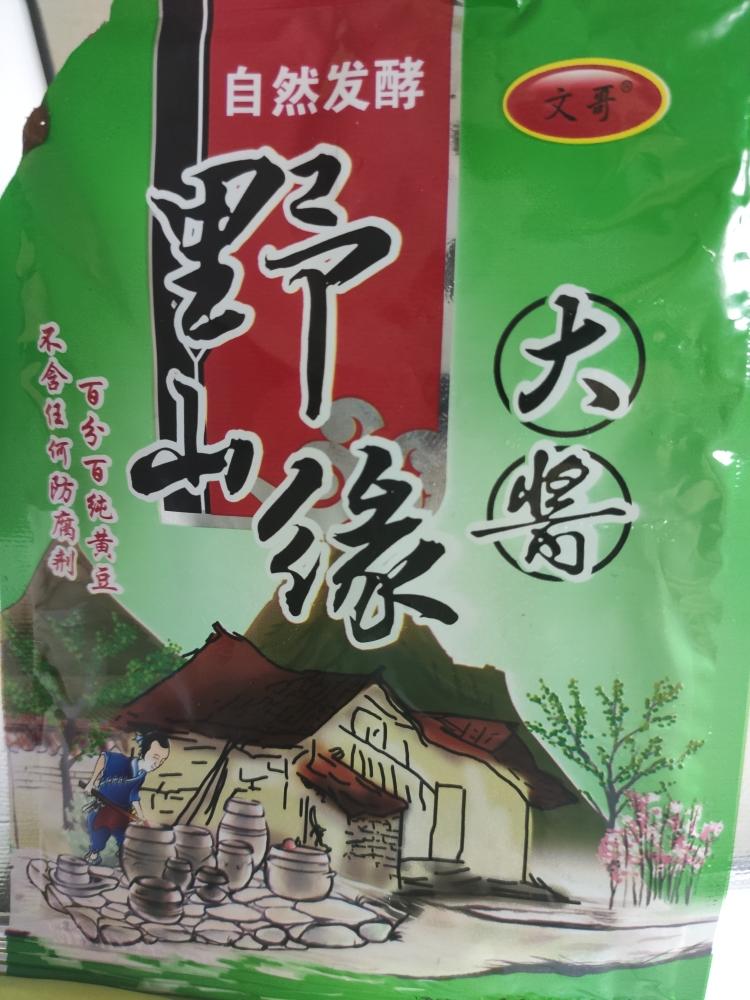 自然发酵
文哥®
野山缘
大酱
百分百纯黄豆
不含任何防腐剂